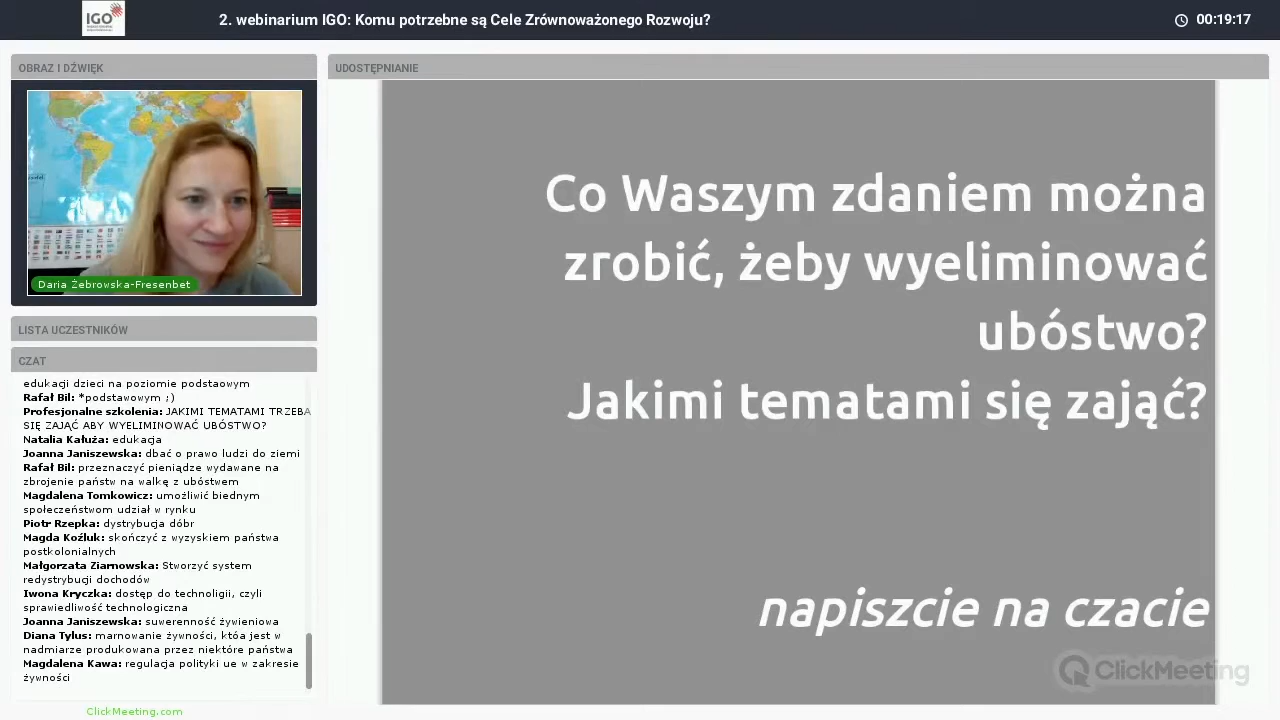 IGO
2. webinarium IGO: Komu potrzebne są Cele Zrównoważonego Rozwoju?
00:19:17
OBRAZ I DŹWIĘK
Daria Żebrowska-Fresenbet
LISTA UCZESTNIKÓW
CZAT
edukacji dzieci na poziomie podstaowym
Rafał Bil: *podstawowym ;)
Profesjonalne szkolenia: JAKIMI TEMATAMI TRZEBA
SIĘ ZAJĄĆ ABY WYELIMINOWAĆ UBÓSTWO?
Natalia Kałuża: edukacja
Joanna Janiszewska: dbać o prawo ludzi do ziemi
Rafał Bil: przeznaczyć pieniądze wydawane na
zbrojenie państw na walkę z ubóstwem
Magdalena Tomkowicz: umożliwić biednym
społeczeństwom udział w rynku
Piotr Rzepka: dystrybucja dóbr
Magda Koźluk: skończyć z wyzyskiem państwa
postkolonialnych
Małgorzata Ziarnowska: Stworzyć system
redystrybucji dochodów
Iwona Kryczka: dostęp do technoligii, czyli
sprawiedliwość technologiczna
Joanna Janiszewska: suwerenność żywieniowa
Diana Tylus: marnowanie żywności, któa jest w
nadmiarze produkowana przez niektóre państwa
Magdalena Kawa: regulacja polityki ue w zakresie
żywności
ClickMeeting.com
UDOSTĘPNIANIE
Co Waszym zdaniem można
zrobić, żeby wyeliminować
ubóstwo?
Jakimi tematami się zająć?
napiszcie na czacie
ClickMeeting